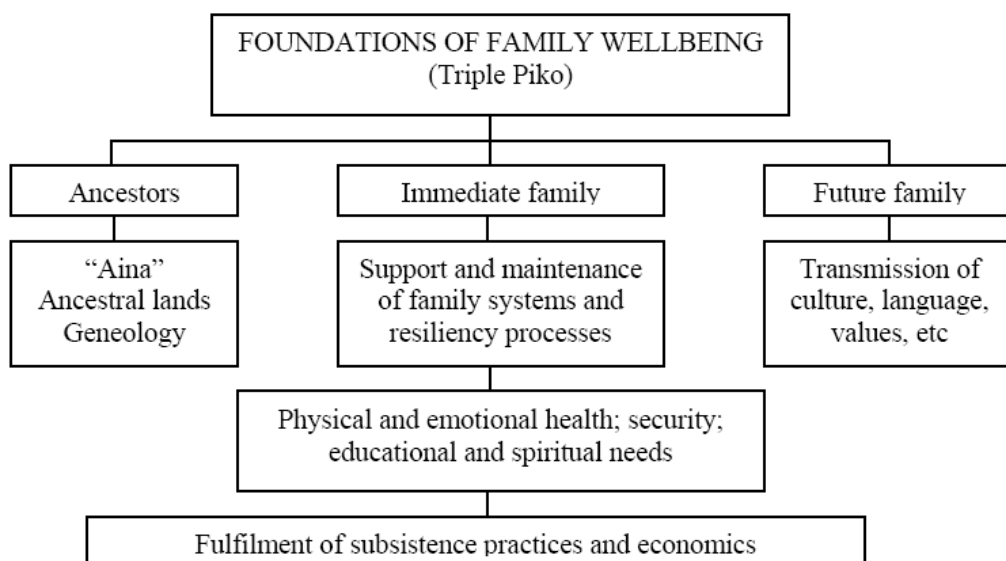 FOUNDATIONS OF FAMILY WELLBEING
(Triple Piko)
Ancestors
Immediate family
Future family
“Aina”
Ancestral lands
Geneology
Support and maintenance
of family systems and
resiliency processes
Transmission of
culture, language,
values, etc
Physical and emotional health; security;
educational and spiritual needs
Fulfilment of subsistence practices and economics